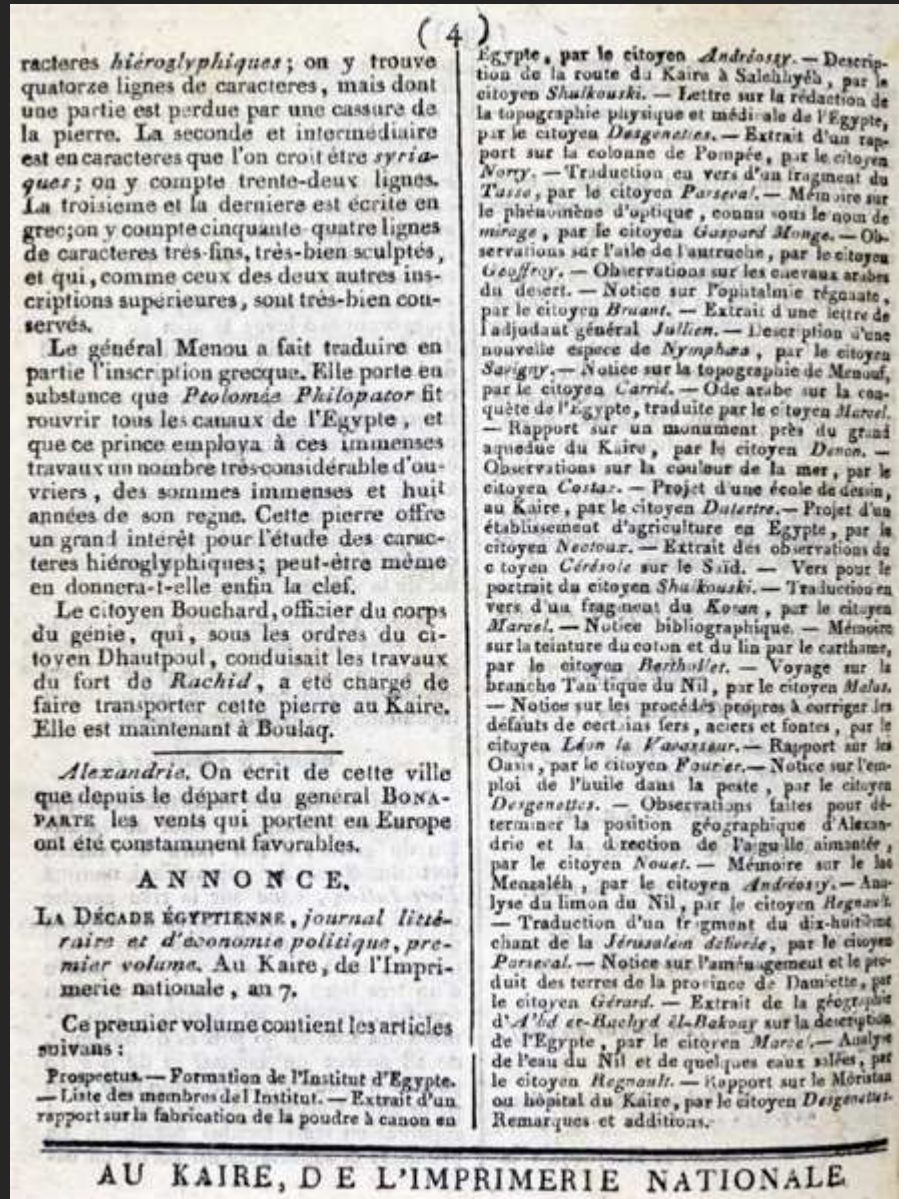 ( 4 )
racteres hiéroglyphiques; on y trouve
quatorze lignes de caracteres, mais dont
une partie est perdue par une cassure de
la pierre. La seconde et intermédiaire
est en caracteres que l'on croit être syria-
ques; on y compte trente-deux lignes.
La troisieme et la derniere est écrite en
grec; on y compte cinquante-quatre lignes
de caracteres très-fins, très-bien sculptés,
et qui, comme ceux des deux autres ins-
criptions supérieures, sont très-bien con-
servés.
Le général Menou a fait traduire en
partie l'inscription grecque. Elle porte en
substance que Ptolomée Philopator fit
rouvrir tous les canaux de l'Egypte, et
que ce prince employa à ces immenses
travaux un nombre très-considérable d'ou-
vriers, des sommes immenses et huit
années de son regne. Cette pierre offre
un grand intérêt pour l'étude des carac-
teres hiéroglyphiques; peut-être même
en donnera-t-elle enfin la clef.
Le citoyen Bouchard, officier du corps
du génie, qui, sous les ordres du ci-
toyen Dhautpoul, conduisait les travaux
du fort de Rachid, a été chargé de
faire transporter cette pierre au Kaire.
Elle est maintenant à Boulaq.
Alexandrie. On écrit de cette ville
que depuis le départ du général BONA-
PARTE les vents qui portent en Europe
ont été constamment favorables.
ANNONCE.
LA DÉCADE ÉGYPTIENNE, journal litté-
raire et d'économie politique, pre-
mier volume. Au Kaire, de l'Impri-
merie nationale, an 7.
Ce premier volume contient les articles
suivans :
Prospectus. — Formation de l'Institut d'Egypte.
— Liste des membres de l Institut. — Extrait d'un
rapport sur la fabrication de la poudre à canon en
Egypte, par le citoyen Andréossy. — Descrip-
tion de la route du Kaire à Salehhyéh, par le
citoyen Shulkouski. — Lettre sur la rédaction de
la topographie physique et médicale de l'Egypte,
par le citoyen Desgenettes. — Extrait d'un rap-
port sur la colonne de Pompée, par le citoyen
Norry. — Traduction en vers d'un fragment du
Tasse, par le citoyen Parseval. — Mémoire sur
le phénomène d'optique, connu sous le nom de
mirage, par le citoyen Gaspard Monge. — Ob-
servations sur l'aile de l'autruche, par le citoyen
Geoffroy. — Observations sur les chevaux arabes
du desert. — Notice sur l'ophtalmie régnante,
par le citoyen Bruant. — Extrait d'une lettre de
l'adjudant général Jullien. — Description d'une
nouvelle espece de Nymphæa, par le citoyen
Savigny. — Notice sur la topographie de Menouf,
par le citoyen Carrié. — Ode arabe sur la con-
quête de l'Egypte, traduite par le citoyen Marcel.
— Rapport sur un monument près du grand
aqueduc du Kaire, par le citoyen Denon. —
Observations sur la couleur de la mer, par le
citoyen Costaz. — Projet d'une école de dessin,
au Kaire, par le citoyen Dutertre. — Projet d'un
établissement d'agriculture en Egypte, par le
citoyen Nectoux. — Extrait des observations du
citoyen Cérésole sur le Saïd. — Vers pour le
portrait du citoyen Shulkouski. — Traduction en
vers d'un fragment du Koran, par le citoyen
Marcel. — Notice bibliographique. — Mémoire
sur la teinture du coton et du lin par le carthame,
par le citoyen Berthollet. — Voyage sur la
branche Tanitique du Nil, par le citoyen Malus.
— Notice sur les procédés propres à corriger les
défauts de certains fers, aciers et fontes, par le
citoyen Léon le Vavasseur. — Rapport sur les
Oasis, par le citoyen Fourier. — Notice sur l'em-
ploi de l'huile dans la peste, par le citoyen
Desgenettes. — Observations faites pour dé-
terminer la position géographique d'Alexan-
drie et la direction de l'aiguille aimantée,
par le citoyen Nouet. — Mémoire sur le lac
Menzaléh, par le citoyen Andréossy. — Ana-
lyse du limon du Nil, par le citoyen Regnault.
— Traduction d'un fragment du dix-huitième
chant de la Jérusalem délivrée, par le citoyen
Parseval. — Notice sur l'aménagement et le pro-
duit des terres de la province de Damiette, par
le citoyen Gérard. — Extrait de la géographie
d'A'bd er-Rachyd êl-Bakouy sur la description
de l'Egypte, par le citoyen Marcel. — Analyse
de l'eau du Nil et de quelques eaux salées, par
le citoyen Regnault. — Rapport sur le Môristan
ou hôpital du Kaire, par le citoyen Desgenettes.
Remarques et additions.
AU KAIRE, DE L'IMPRIMERIE NATIONALE